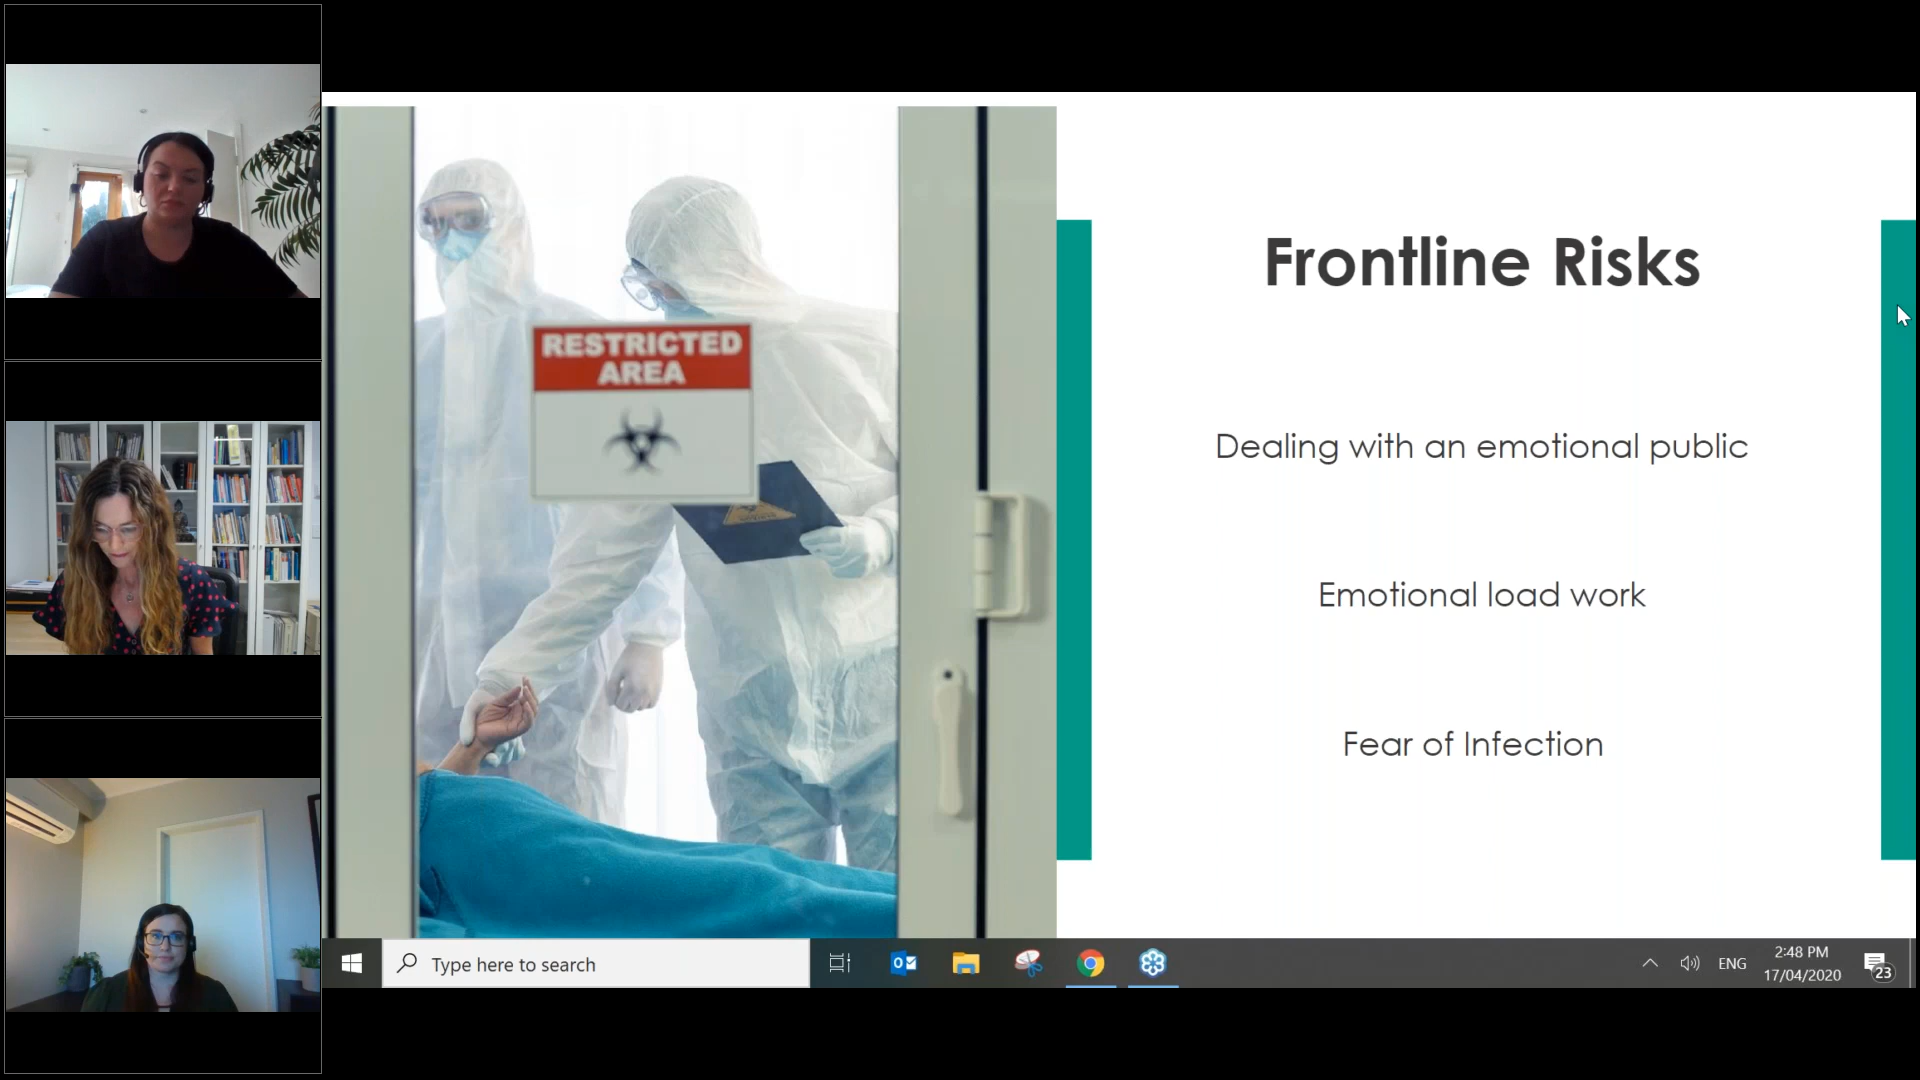 RESTRICTED
AREA
Frontline Risks
Dealing with an emotional public
Emotional load work
Fear of Infection
Type here to search
ENG
2:48 PM
17/04/2020
23